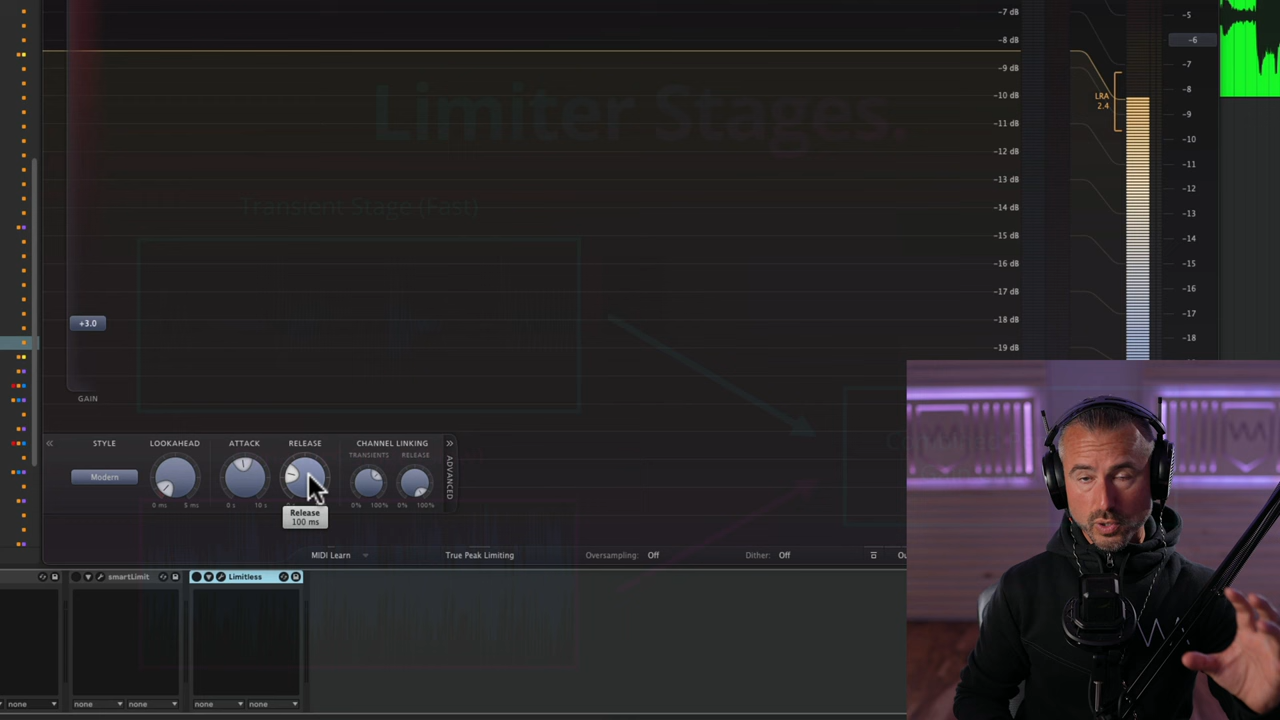 -7 dB
-8 dB
-9 dB
-10 dB
-11 dB
-12 dB
-13 dB
-14 dB
-15 dB
-16 dB
-17 dB
-18 dB
-19 dB
LRA
2.4
-5
-6
-7
-8
-9
-10
-11
-12
-13
-14
-15
-16
-17
-18
Limiter Stages.
Transient Stage (Fast)
+3.0
GAIN
STYLE
LOOKAHEAD
ATTACK
RELEASE
CHANNEL LINKING
TRANSIENTS
RELEASE
Modern
0 ms
5 ms
0 s
10 s
0%
100%
0%
100%
ADVANCED
Release
100 ms
MIDI Learn
True Peak Limiting
Oversampling:
Off
Dither:
Off
smartLimit
Limitless
none
none
none
none
none